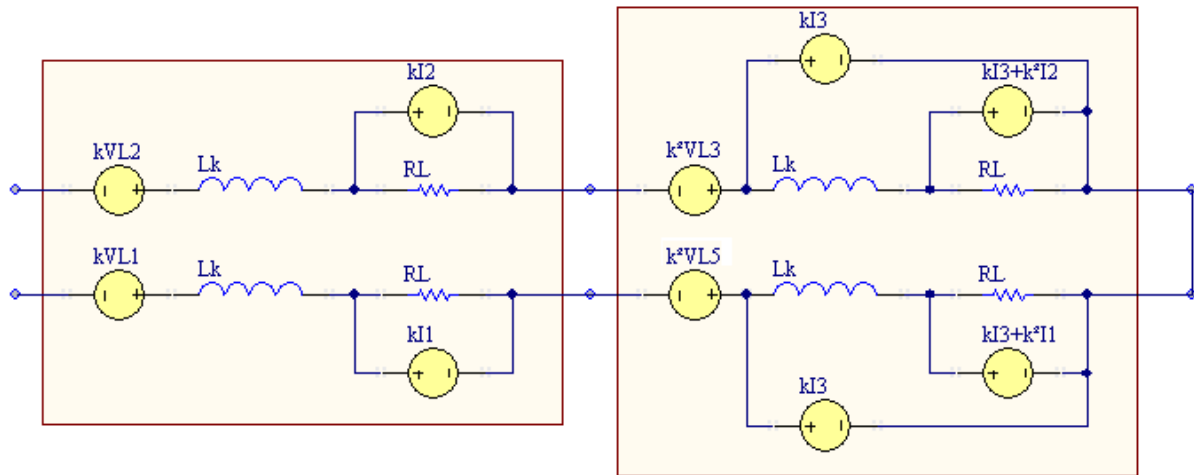 kI3
kI2
kI3+k²I2
kVL2
Lk
RL
k²VL3
Lk
RL
kVL1
Lk
RL
k²VL5
Lk
RL
kI1
kI3+k²I1
kI3